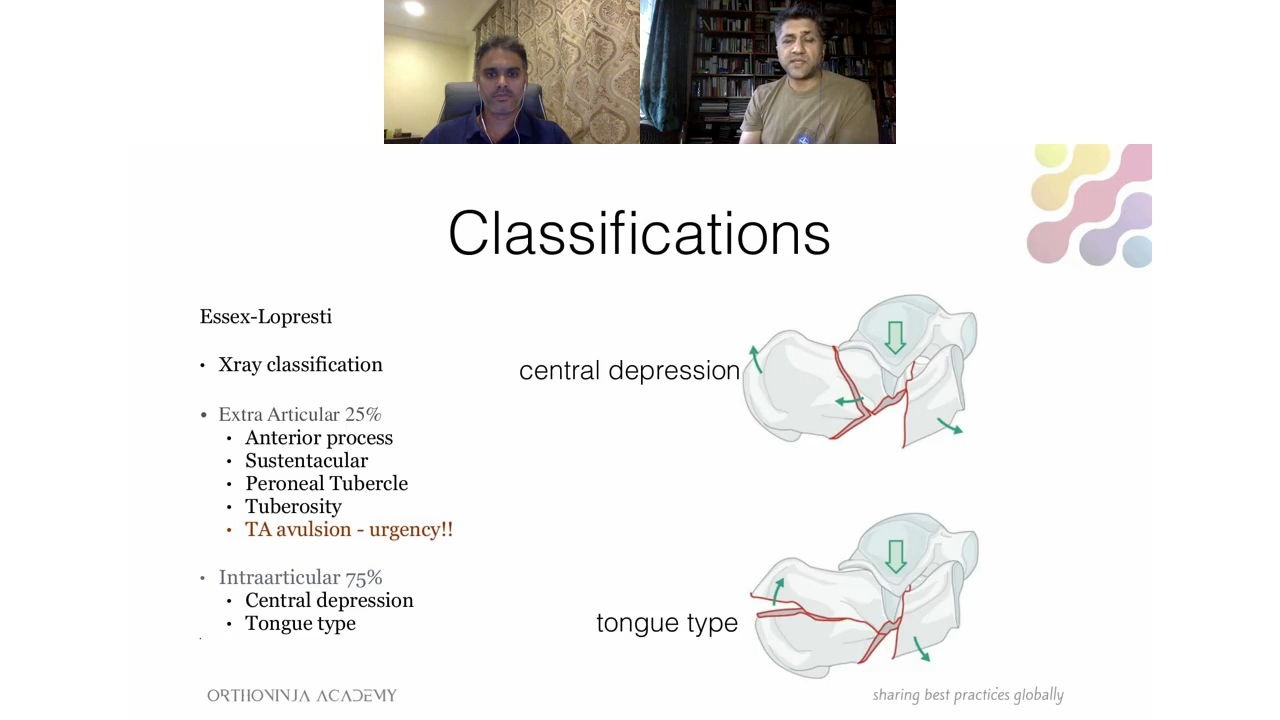 Classifications
Essex-Lopresti
• Xray classification
• Extra Articular 25%
• Anterior process
• Sustentacular
• Peroneal Tubercle
• Tuberosity
• TA avulsion - urgency!!
• Intraarticular 75%
• Central depression
• Tongue type
central depression
tongue type
ORTHONINJA ACADEMY
sharing best practices globally